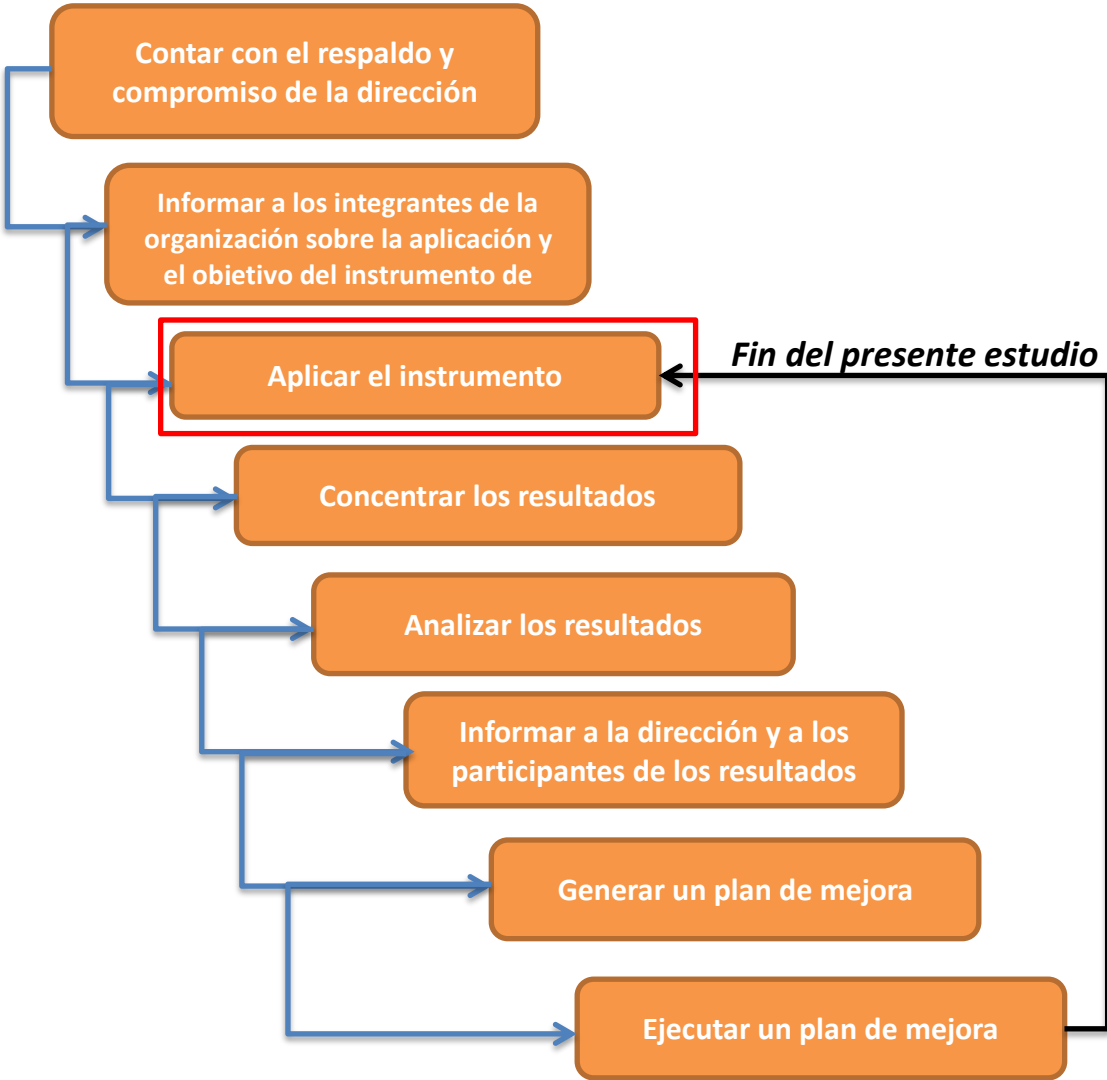 Contar con el respaldo y
compromiso de la dirección
Informar a los integrantes de la
organización sobre la aplicación y
el objetivo del instrumento de
Aplicar el instrumento
Fin del presente estudio
Concentrar los resultados
Analizar los resultados
Informar a la dirección y a los
participantes de los resultados
Generar un plan de mejora
Ejecutar un plan de mejora